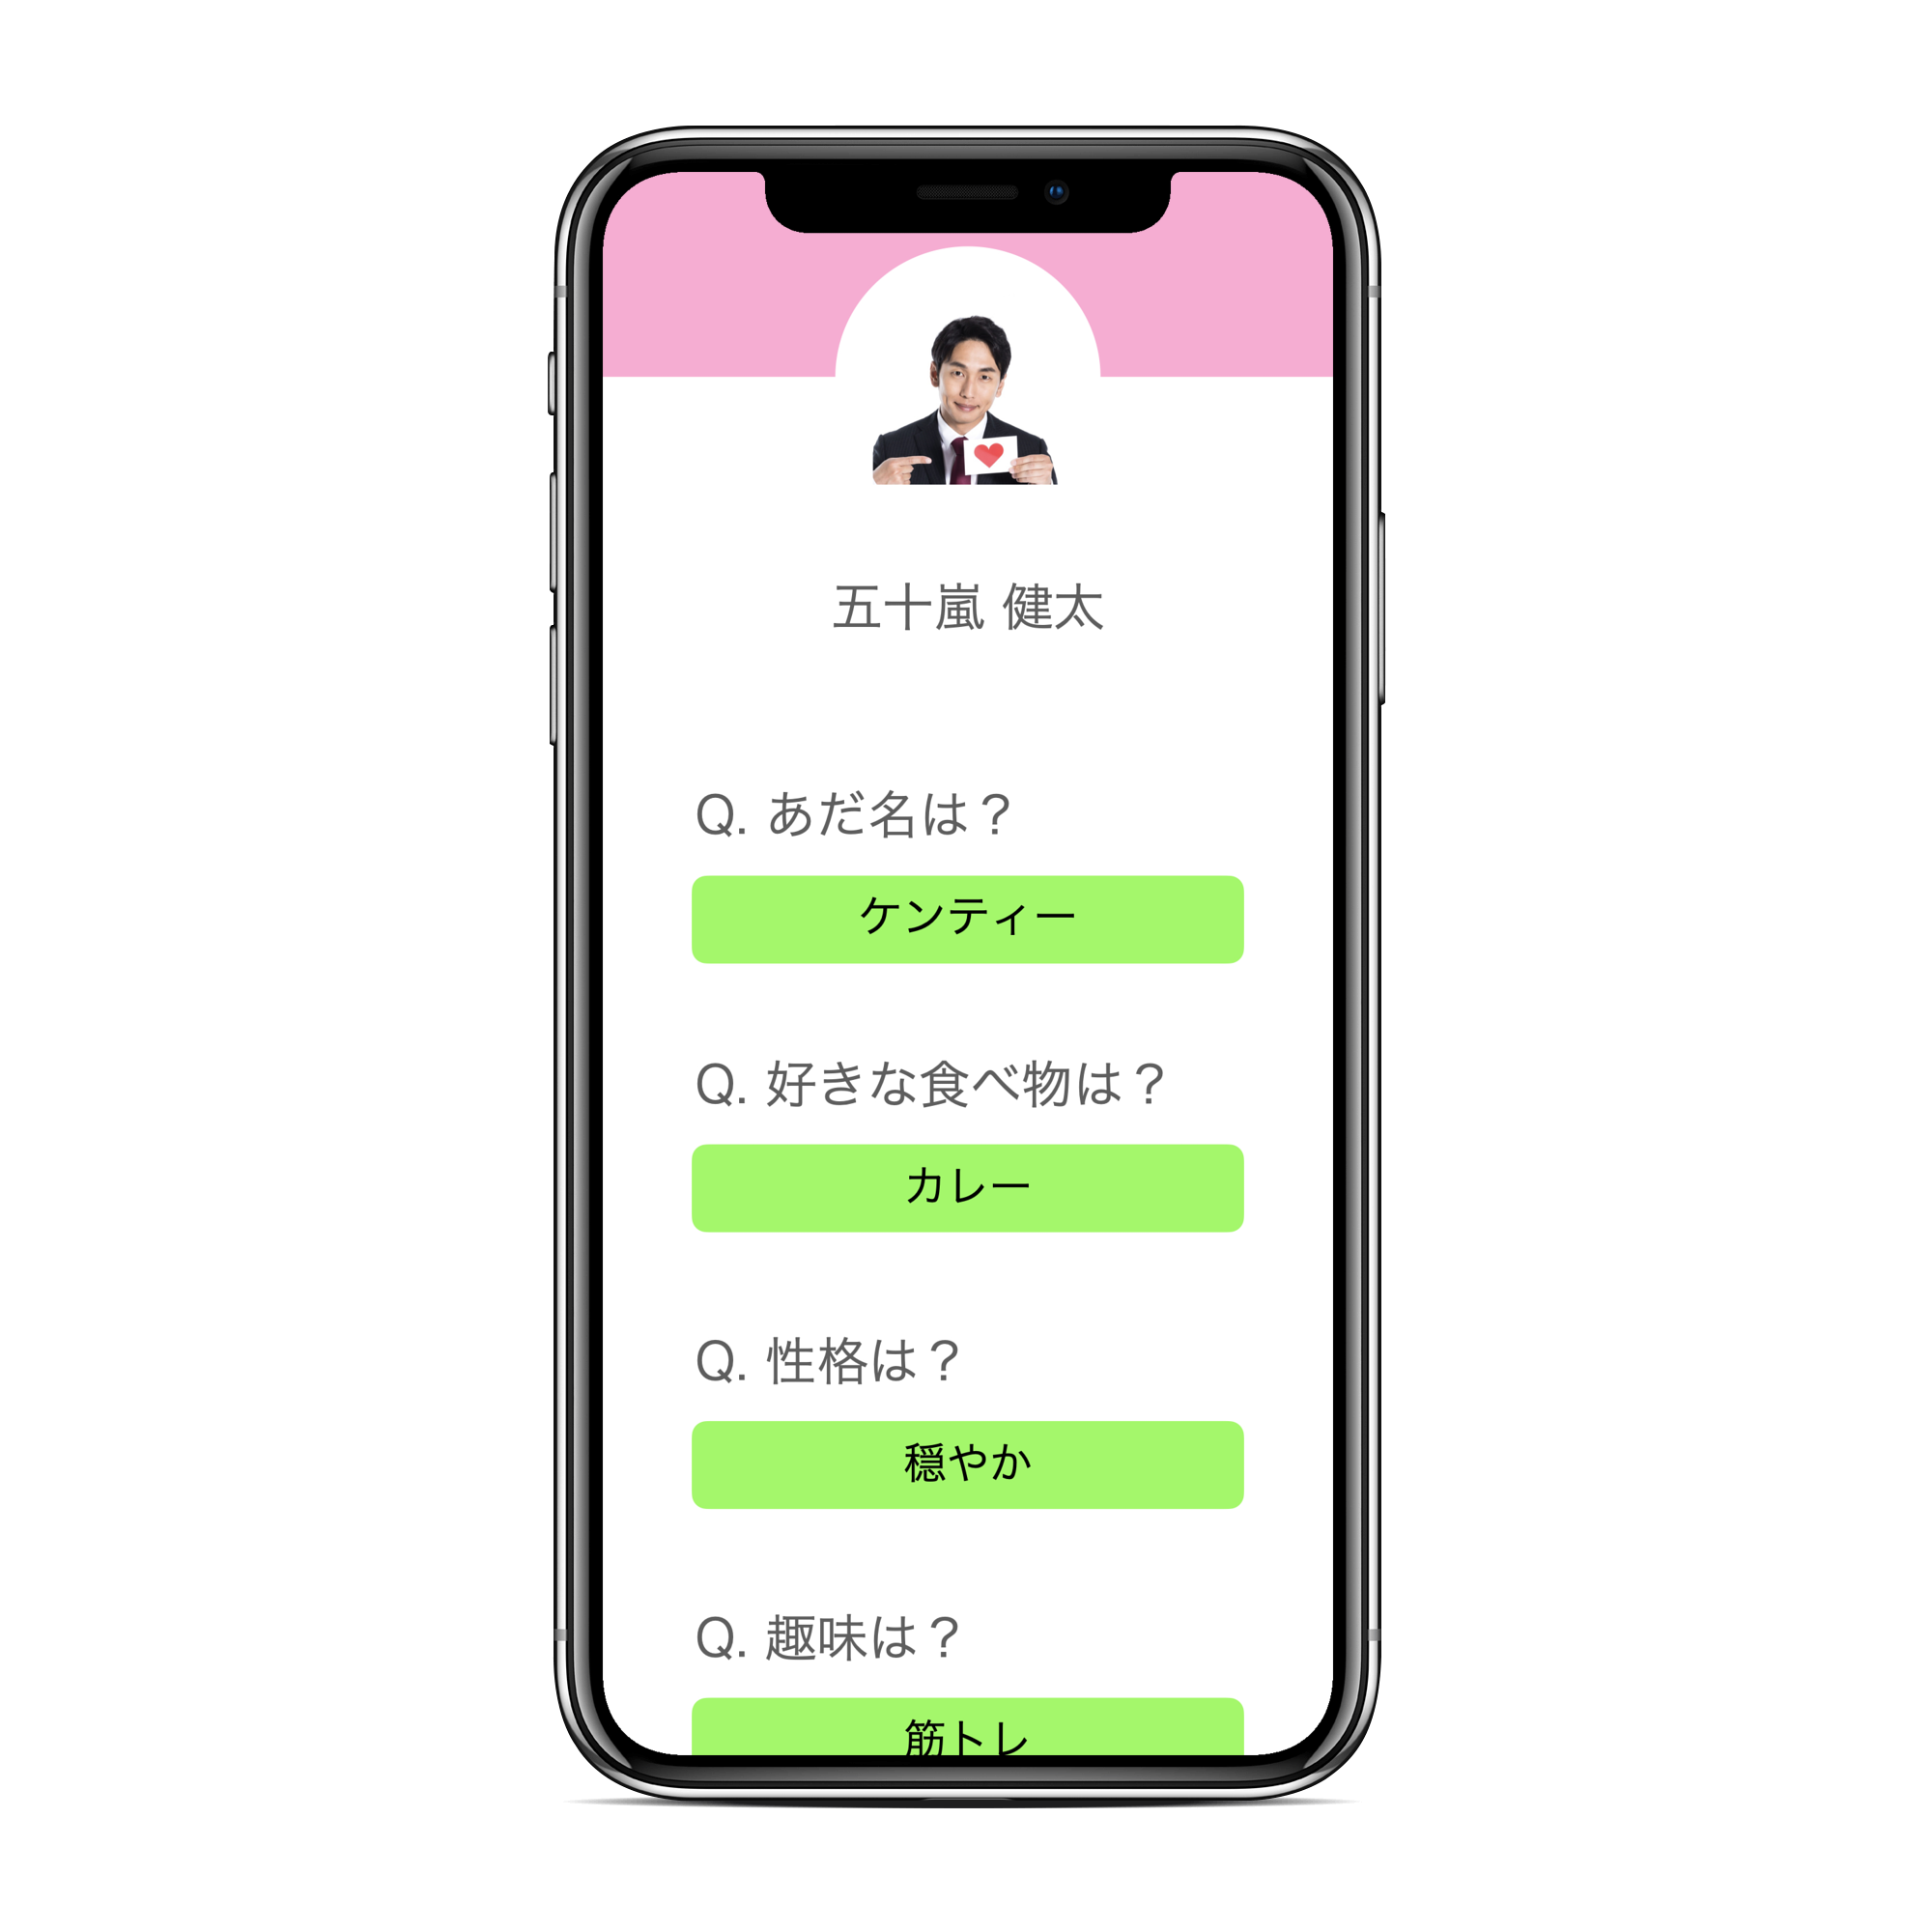 五十嵐 健太
Q. あだ名は？
ケンティー
Q. 好きな食べ物は？
カレー
Q. 性格は？
穏やか
Q. 趣味は？
筋トレ